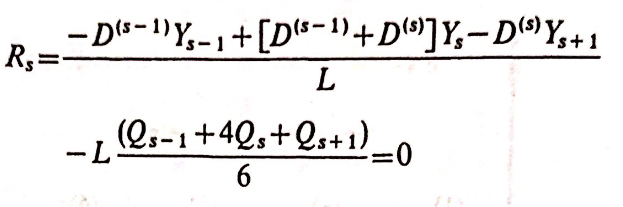 R_s = \frac{-D^{(s-1)}Y_{s-1}+[D^{(s-1)}+D^{(s)}]Y_s-D^{(s)}Y_{s+1}}{L}
-L\frac{(Q_{s-1}+4Q_s+Q_{s+1})}{6}=0